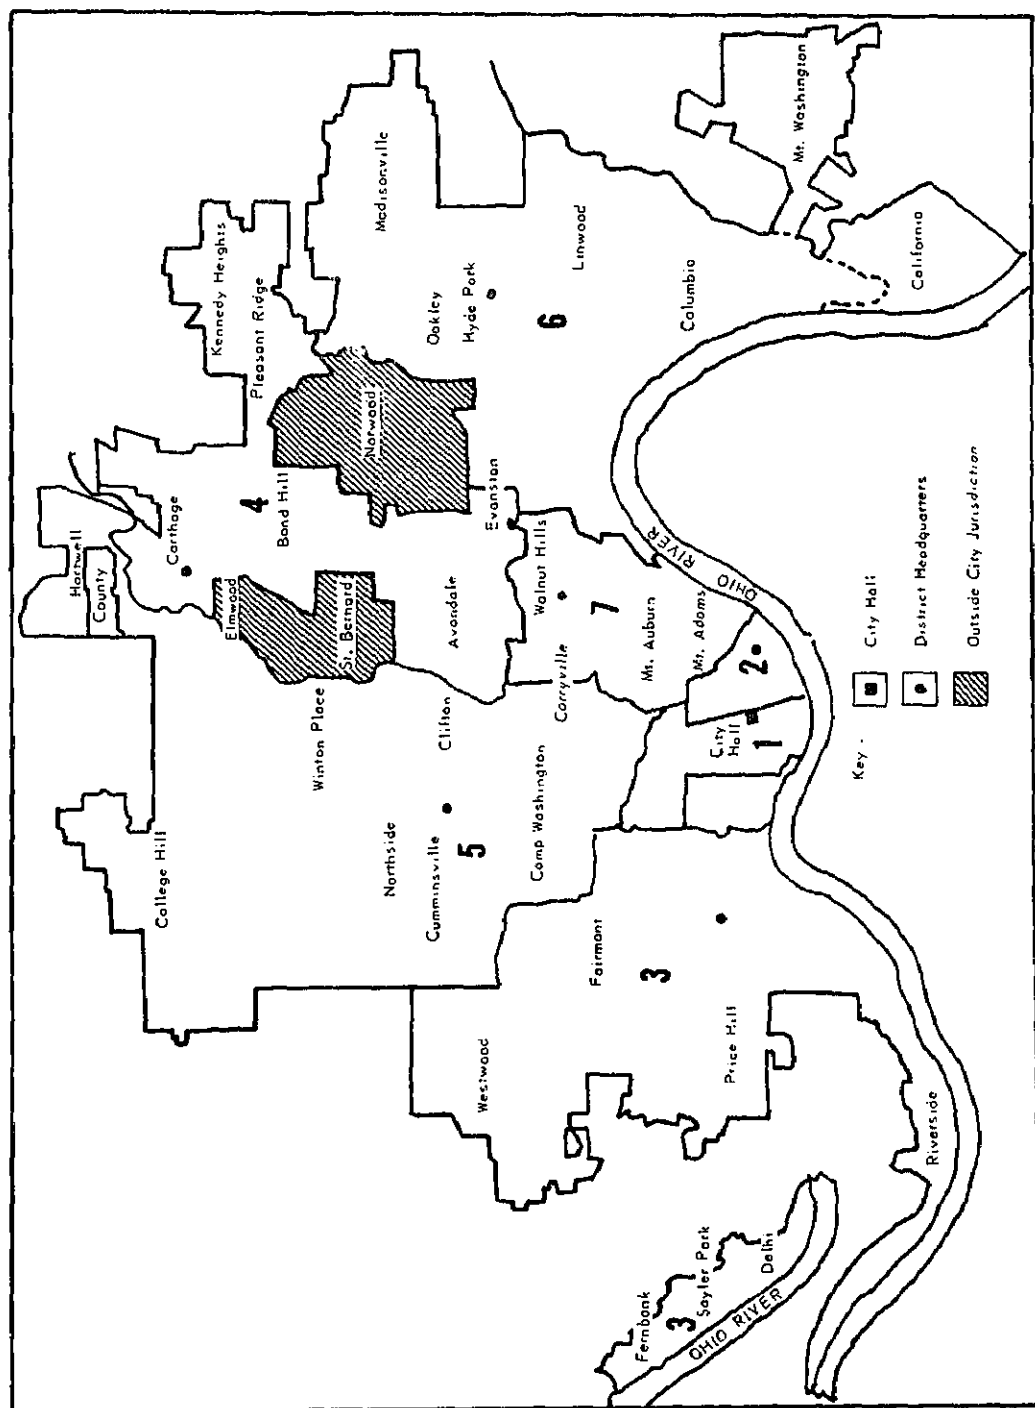 Hartwell
County
Carthage
Kennedy Heights
Pleasant Ridge
College Hill
Elmwood
4
Bond Hill
St. Bernard
Norwood
Madisonville
Winton Place
Northside
Cumminsville
Clifton
Avondale
Oakley
Hyde Park
5
Evanston
6
Linwood
Westwood
Camp Washington
Corryville
Walnut Hills
7
Fairmont
3
Mt. Auburn
Mt. Adams
Columbia
Mt. Washington
California
City
Hall
1
2
OHIO RIVER
Price Hill
Riverside
Fernbank
3
Sayler Park
Delhi
OHIO RIVER
Key -
City Hall
District Headquarters
Outside City Jurisdiction